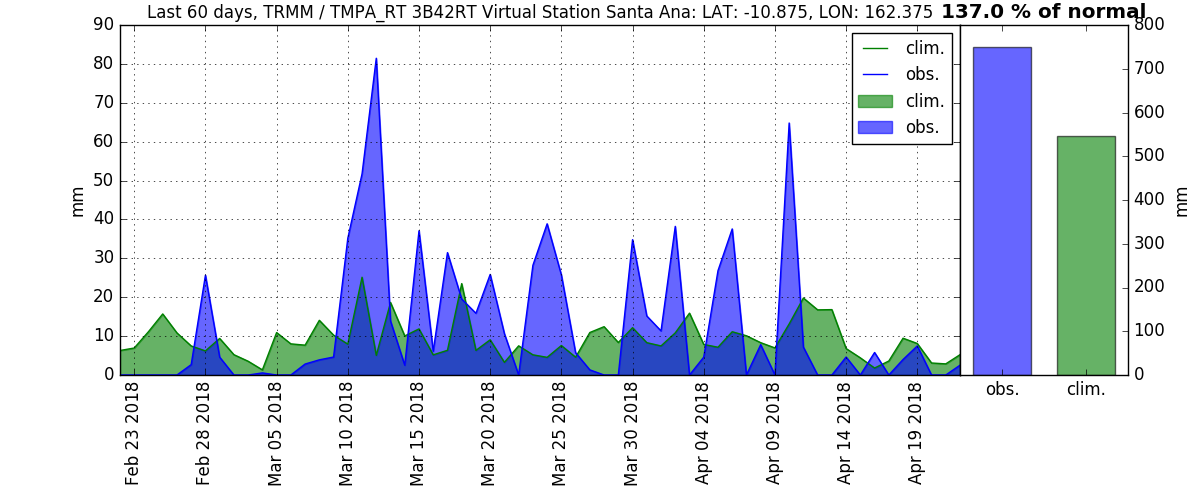 Last 60 days, TRMM / TMPA_RT 3B42RT Virtual Station Santa Ana: LAT: -10.875, LON: 162.375 137.0 % of normal
90
80
70
60
50
40
30
20
10
0
mm
clim.
obs.
clim.
obs.
Feb 23 2018
Feb 28 2018
Mar 05 2018
Mar 10 2018
Mar 15 2018
Mar 20 2018
Mar 25 2018
Mar 30 2018
Apr 04 2018
Apr 09 2018
Apr 14 2018
Apr 19 2018
800
700
600
500
400
300
200
100
0
mm
obs.
clim.